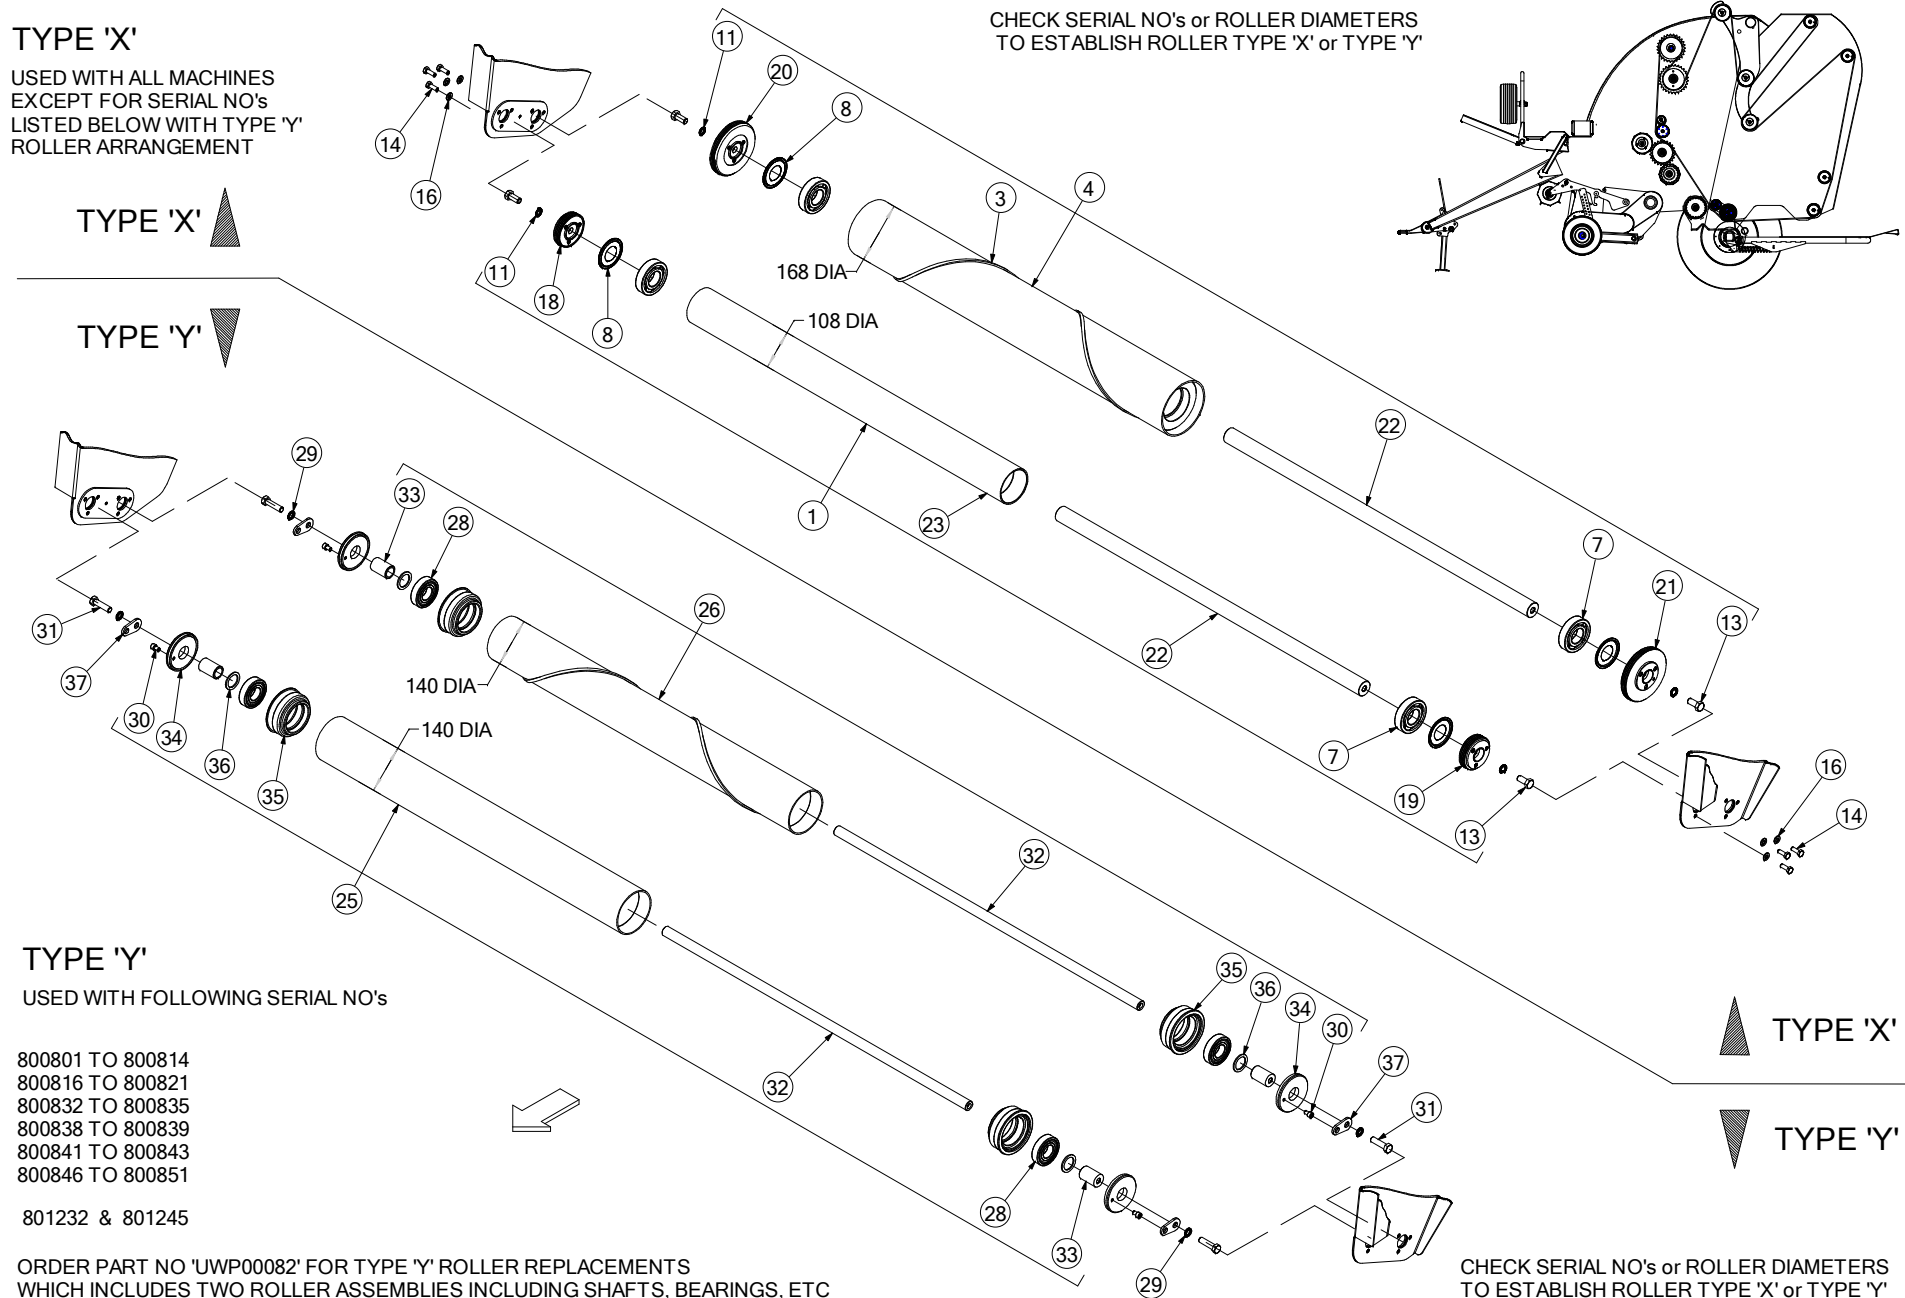 TYPE 'X'
USED WITH ALL MACHINES
EXCEPT FOR SERIAL NO's
LISTED BELOW WITH TYPE 'Y'
ROLLER ARRANGEMENT
TYPE 'X'
TYPE 'Y'
CHECK SERIAL NO's or ROLLER DIAMETERS
TO ESTABLISH ROLLER TYPE 'X' or TYPE 'Y'
11
20
8
14
16
3
4
168 DIA
11
18
8
108 DIA
22
1
23
7
21
13
22
7
19
13
16
14
29
33
28
31
37
30
34
36
35
26
140 DIA
140 DIA
25
32
32
35
36
34
30
37
31
28
33
29
TYPE 'Y'
USED WITH FOLLOWING SERIAL NO's
800801 TO 800814
800816 TO 800821
800832 TO 800835
800838 TO 800839
800841 TO 800843
800846 TO 800851
801232 & 801245
ORDER PART NO 'UWP00082' FOR TYPE 'Y' ROLLER REPLACEMENTS
WHICH INCLUDES TWO ROLLER ASSEMBLIES INCLUDING SHAFTS, BEARINGS, ETC
TYPE 'X'
TYPE 'Y'
CHECK SERIAL NO's or ROLLER DIAMETERS
TO ESTABLISH ROLLER TYPE 'X' or TYPE 'Y'